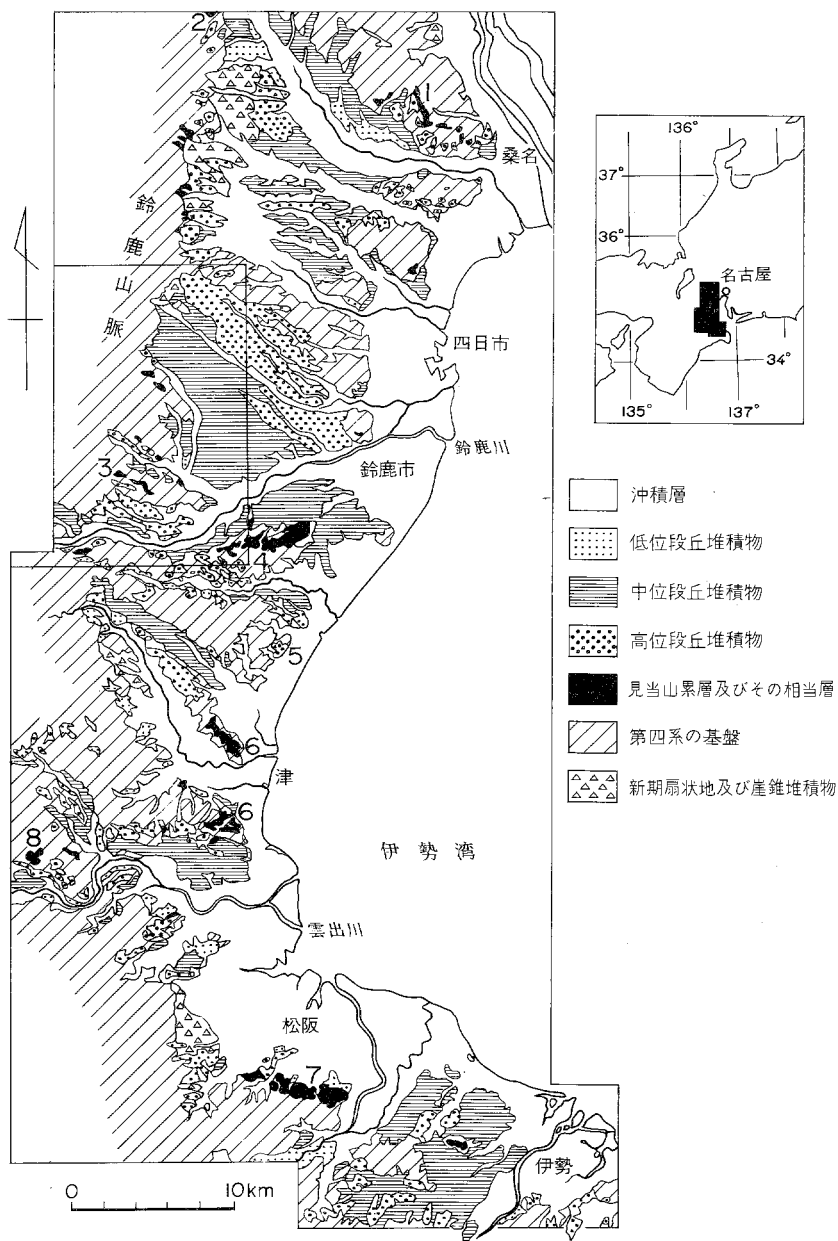 2
1
桑名
鈴鹿山脈
四日市
鈴鹿川
鈴鹿市
3
4
5
6
津
6
8
伊勢湾
雲出川
松阪
7
伊勢
0 10km
136°
37°
36°
名古屋
34°
135° 137°
沖積層
低位段丘堆積物
中位段丘堆積物
高位段丘堆積物
見当山累層及びその相当層
第四系の基盤
新期扇状地及び崖錐堆積物